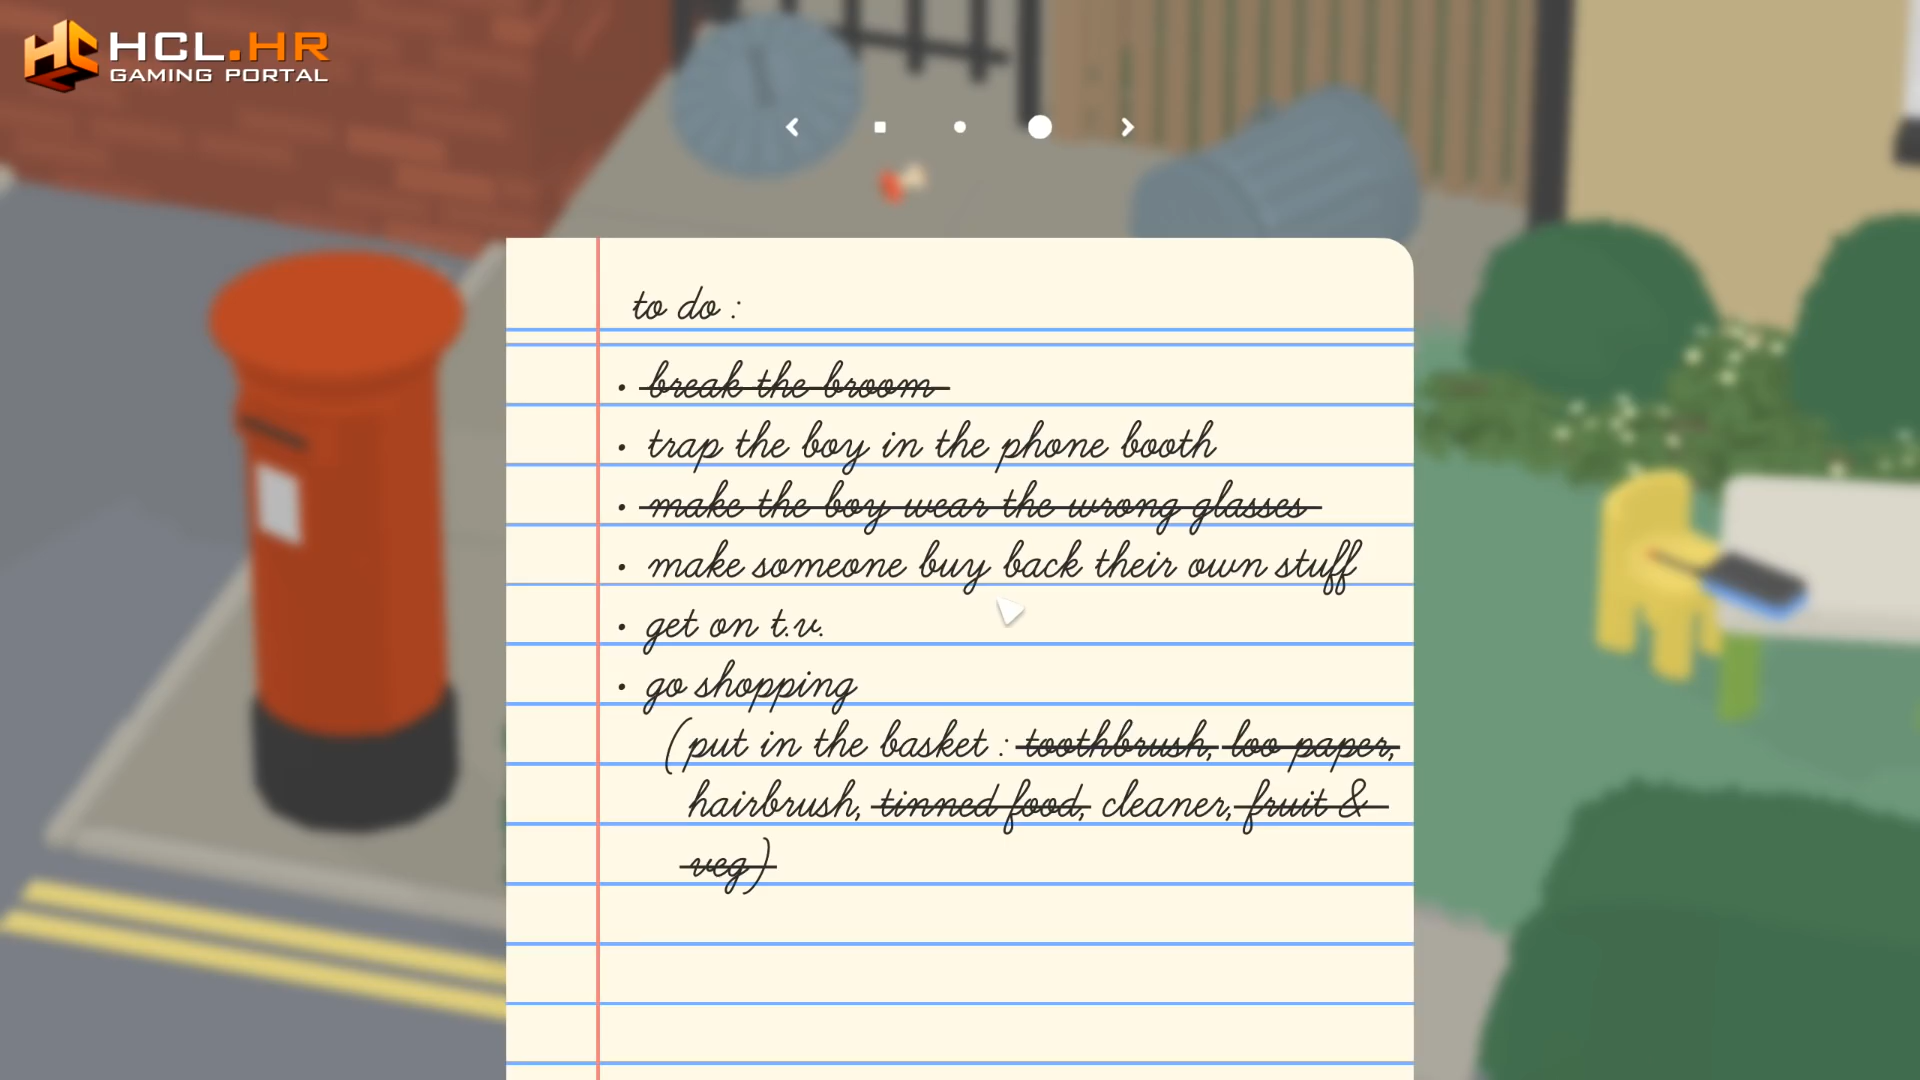 HCL.HR
GAMING PORTAL
to do :
• break the broom
• trap the boy in the phone booth
• make the boy wear the wrong glasses
• make someone buy back their own stuff
• get on t.v.
• go shopping
(put in the basket : toothbrush, loo paper,
hairbrush, tinned food, cleaner, fruit &
veg)